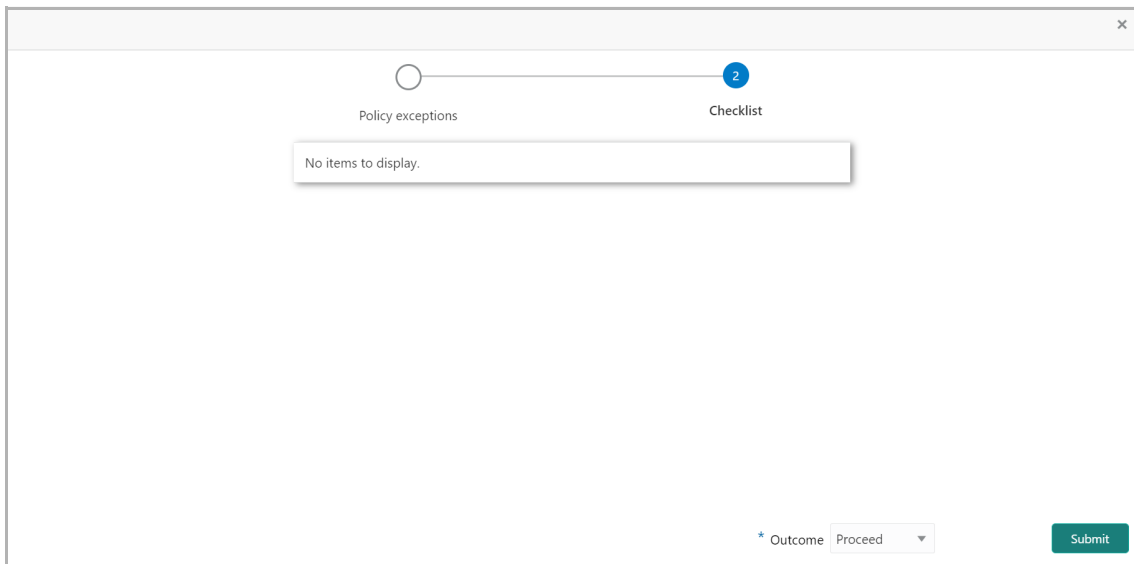 ×
2
Policy exceptions
Checklist
No items to display.
* Outcome Proceed
Submit